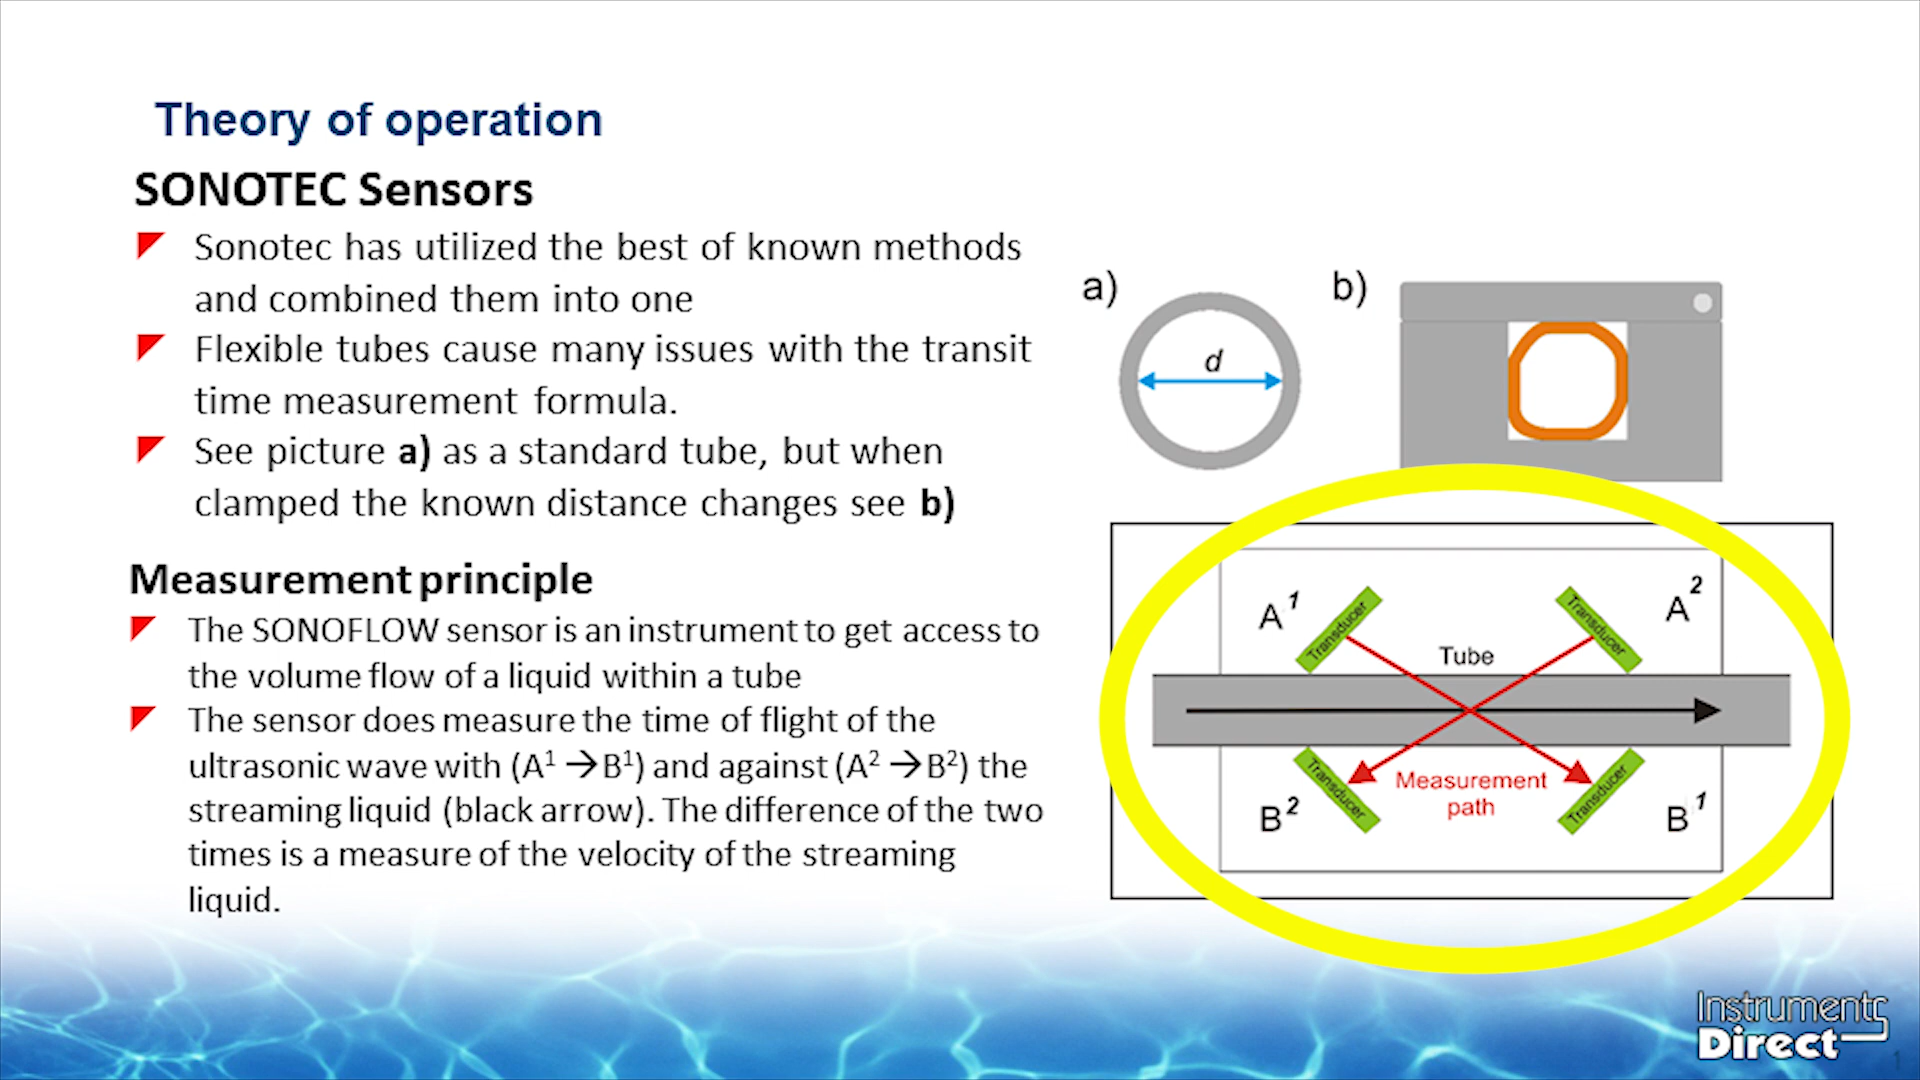 Theory of operation
SONOTEC Sensors
Sonotec has utilized the best of known methods
and combined them into one
Flexible tubes cause many issues with the transit
time measurement formula.
See picture a) as a standard tube, but when
clamped the known distance changes see b)
Measurement principle
The SONOFLOW sensor is an instrument to get access to
the volume flow of a liquid within a tube
The sensor does measure the time of flight of the
ultrasonic wave with (A¹ →B¹) and against (A² →B²) the
streaming liquid (black arrow). The difference of the two
times is a measure of the velocity of the streaming
liquid.
a)
d
b)
A¹
Transducer
Transducer
A²
Tube
B²
Transducer
Measurement
path
Transducer
B¹
Instruments
Direct
1